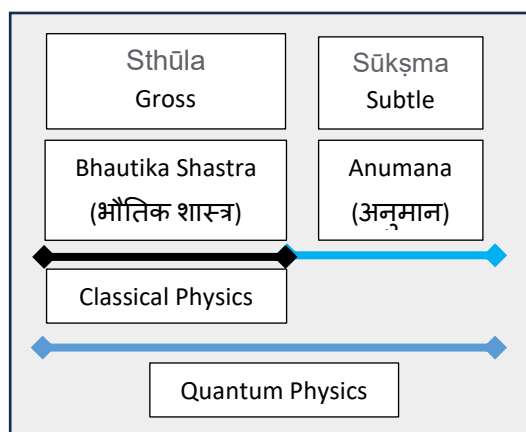 Sthūla
Gross
Sūkṣma
Subtle
Bhautika Shastra
(भौतिक शास्त्र)
Anumana
(अनुमान)
Classical Physics
Quantum Physics